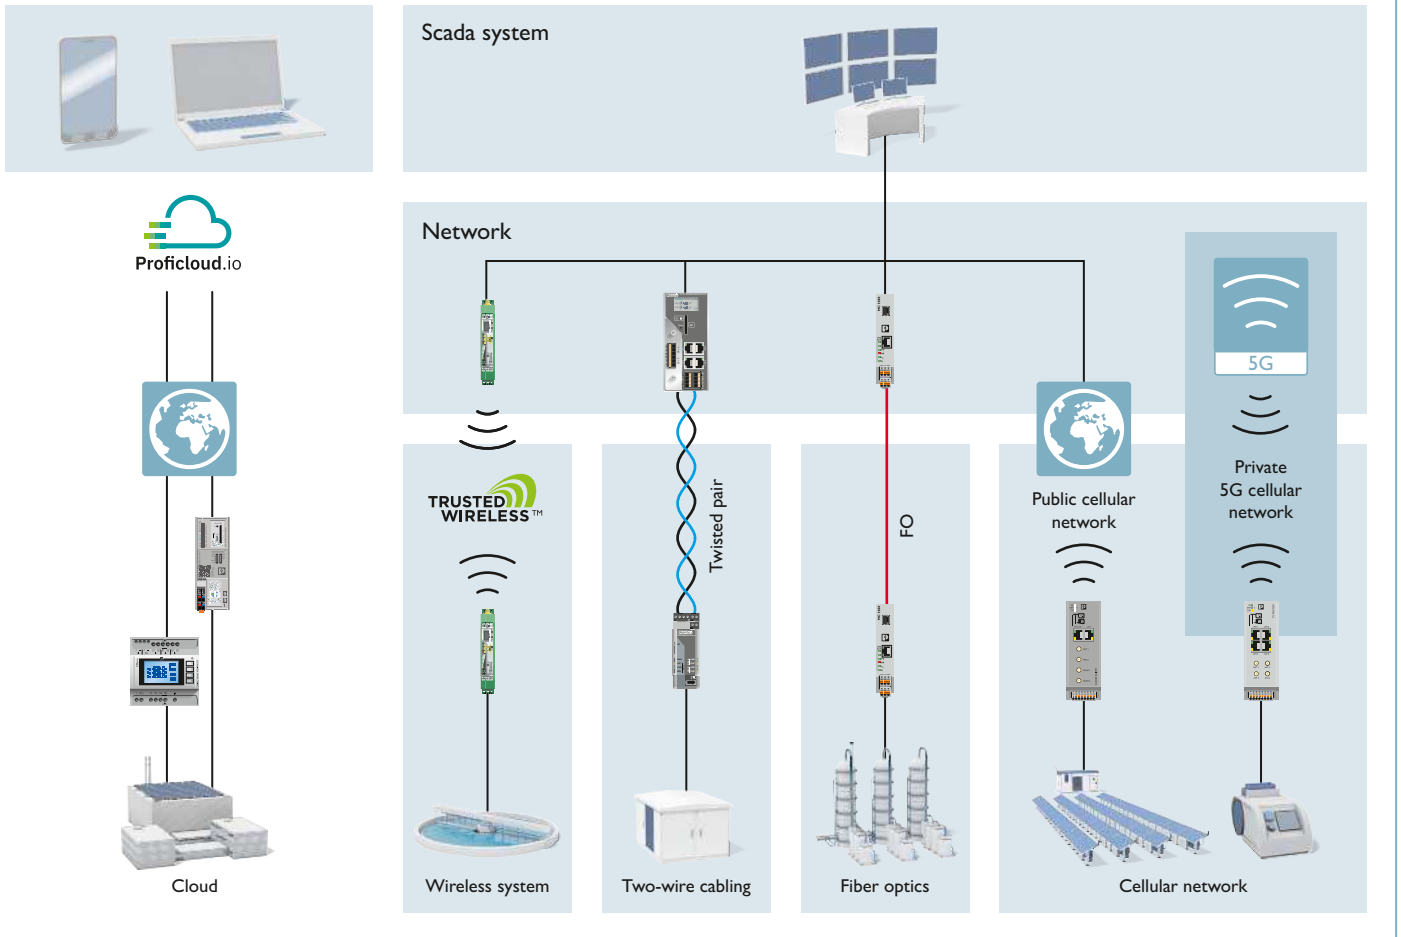 Scada system
Proficloud.io
Network
5G
TRUSTED
WIRELESS™
Twisted pair
FO
Public cellular
network
Private
5G cellular
network
Cloud
Wireless system
Two-wire cabling
Fiber optics
Cellular network